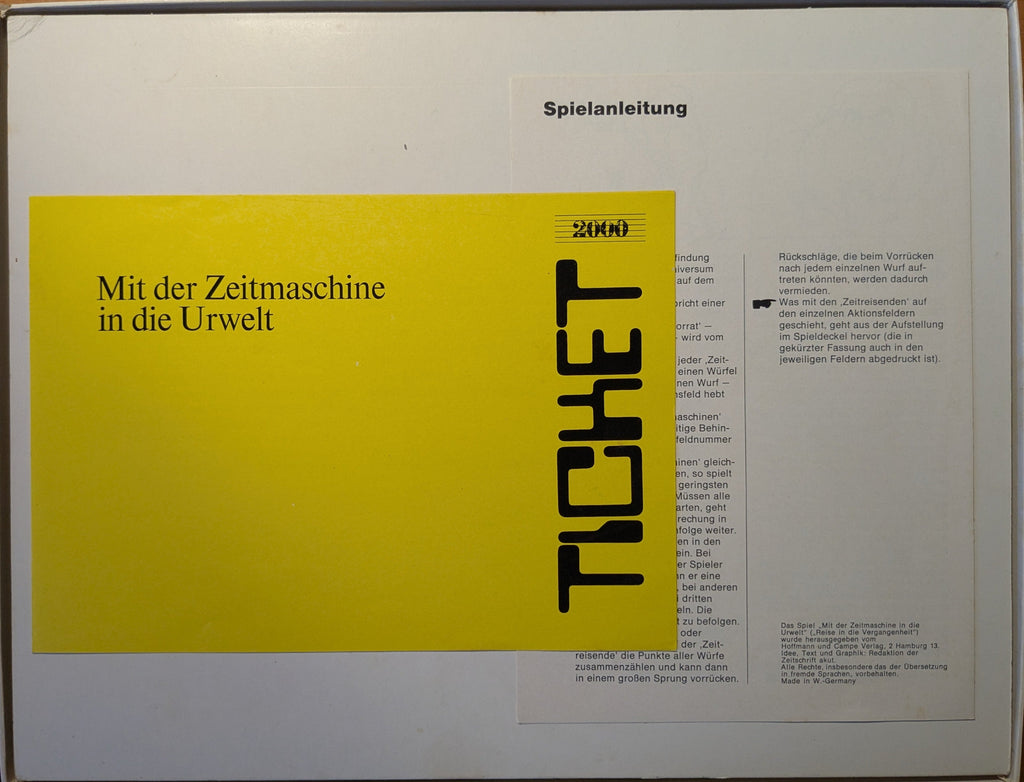 Mit der Zeitmaschine
in die Urwelt
2000
TICKET
Spielanleitung
findung
iversum
auf dem
pricht einer
orrat' –
- wird vom
jeder ‚Zeit-
einen Würfel
nen Wurf –
nsfeld hebt
aschinen'
itige Behin-
feldnummer
inen' gleich-
en, so spielt
geringsten
Müssen alle
arten, geht
rechung in
nfolge weiter.
en in den
ein. Bei
er Spieler
nn er eine
, bei anderen
i dritten
eln. Die
t zu befolgen.
oder
der ‚Zeit-
reisende' die Punkte aller Würfe
zusammenzählen und kann dann
in einem großen Sprung vorrücken.
Rückschläge, die beim Vorrücken
nach jedem einzelnen Wurf auf-
treten könnten, werden dadurch
vermieden.
Was mit den ‚Zeitreisenden' auf
den einzelnen Aktionsfeldern
geschieht, geht aus der Aufstellung
im Spieldeckel hervor (die in
gekürzter Fassung auch in den
jeweiligen Feldern abgedruckt ist).
Das Spiel „Mit der Zeitmaschine in die
Urwelt" („Reise in die Vergangenheit")
wurde herausgegeben vom
Hoffmann und Campe Verlag, 2 Hamburg 13.
Idee, Text und Graphik: Redaktion der
Zeitschrift akut.
Alle Rechte, insbesondere das der Übersetzung
in fremde Sprachen, vorbehalten.
Made in W.-Germany